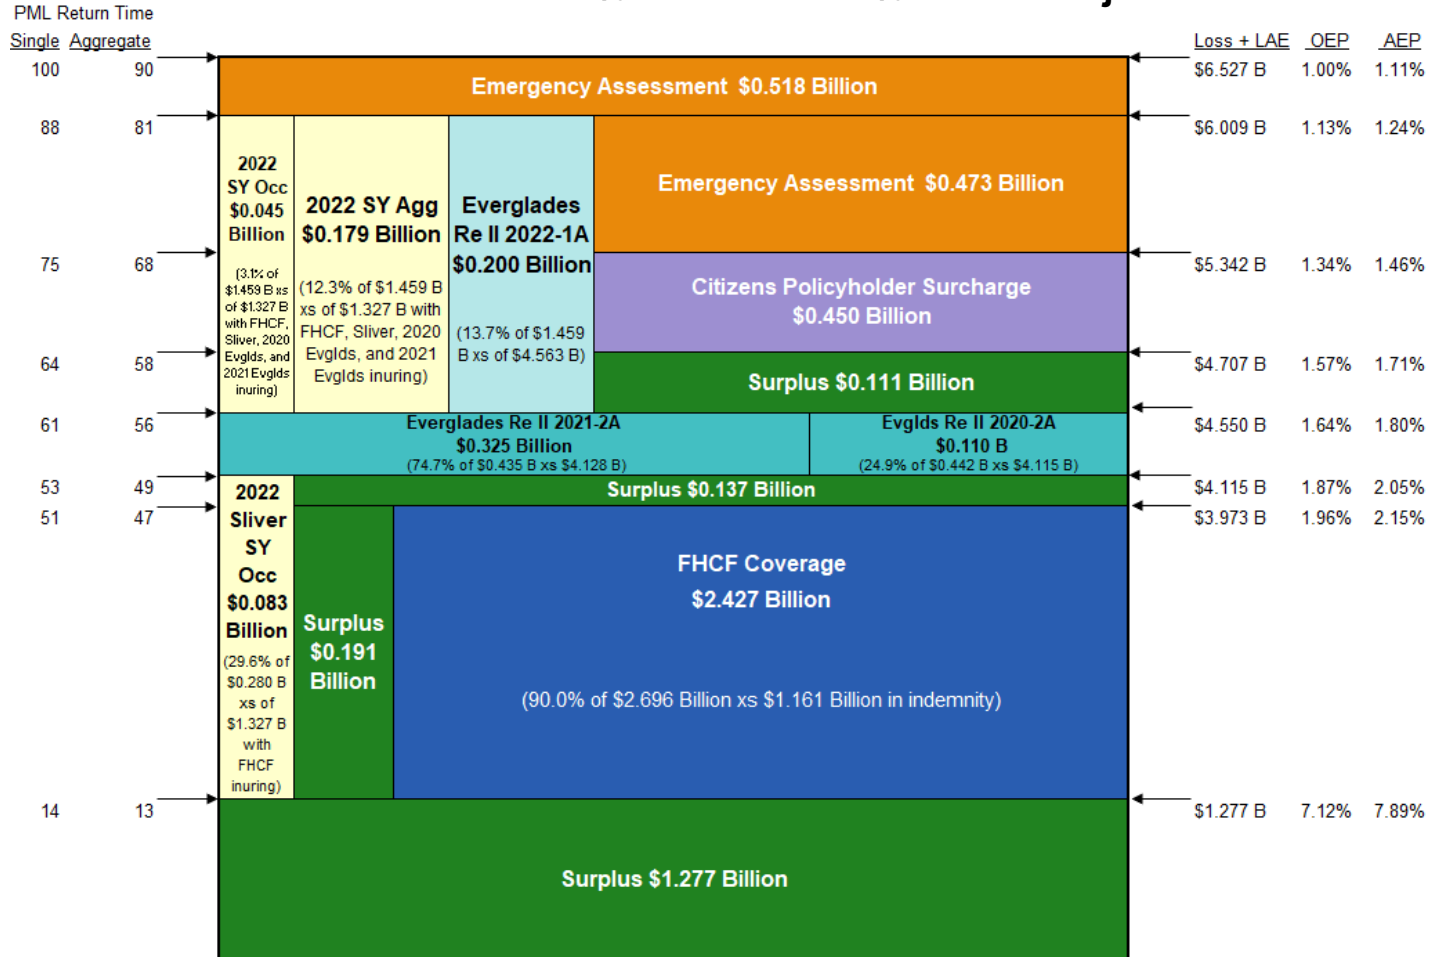 PML Return Time
Single Aggregate
Loss + LAE OEP AEP
100 90
$6.527 B 1.00% 1.11%
Emergency Assessment $0.518 Billion
88 81
$6.009 B 1.13% 1.24%
2022
SY Occ
$0.045
Billion
(3.1% of
$1.459 B xs
of $1.327 B
with FHCF,
Sliver, 2020
Evglds, and
2021 Evglds
inuring)
2022 SY Agg
$0.179 Billion
(12.3% of $1.459 B
xs of $1.327 B with
FHCF, Sliver, 2020
Evglds, and 2021
Evglds inuring)
Everglades
Re II 2022-1A
$0.200 Billion
(13.7% of $1.459
B xs of $4.563 B)
Emergency Assessment $0.473 Billion
75 68
$5.342 B 1.34% 1.46%
Citizens Policyholder Surcharge
$0.450 Billion
64 58
$4.707 B 1.57% 1.71%
Surplus $0.111 Billion
61 56
$4.550 B 1.64% 1.80%
Everglades Re II 2021-2A
$0.325 Billion
(74.7% of $0.435 B xs $4.128 B)
Evglds Re II 2020-2A
$0.110 B
(24.9% of $0.442 B xs $4.115 B)
53 49
$4.115 B 1.87% 2.05%
Surplus $0.137 Billion
51 47
$3.973 B 1.96% 2.15%
2022
Sliver
SY
Occ
$0.083
Billion
(29.6% of
$0.280 B
xs of
$1.327 B
with
FHCF
inuring)
Surplus
$0.191
Billion
FHCF Coverage
$2.427 Billion
(90.0% of $2.696 Billion xs $1.161 Billion in indemnity)
14 13
$1.277 B 7.12% 7.89%
Surplus $1.277 Billion